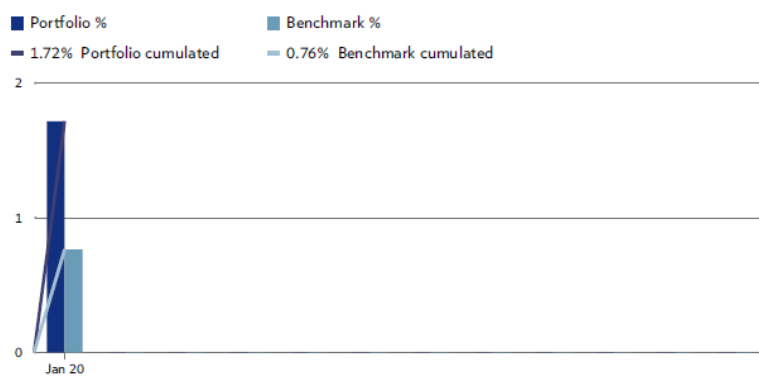 Portfolio % Benchmark %
1.72% Portfolio cumulated 0.76% Benchmark cumulated
2
1
0
Jan 20